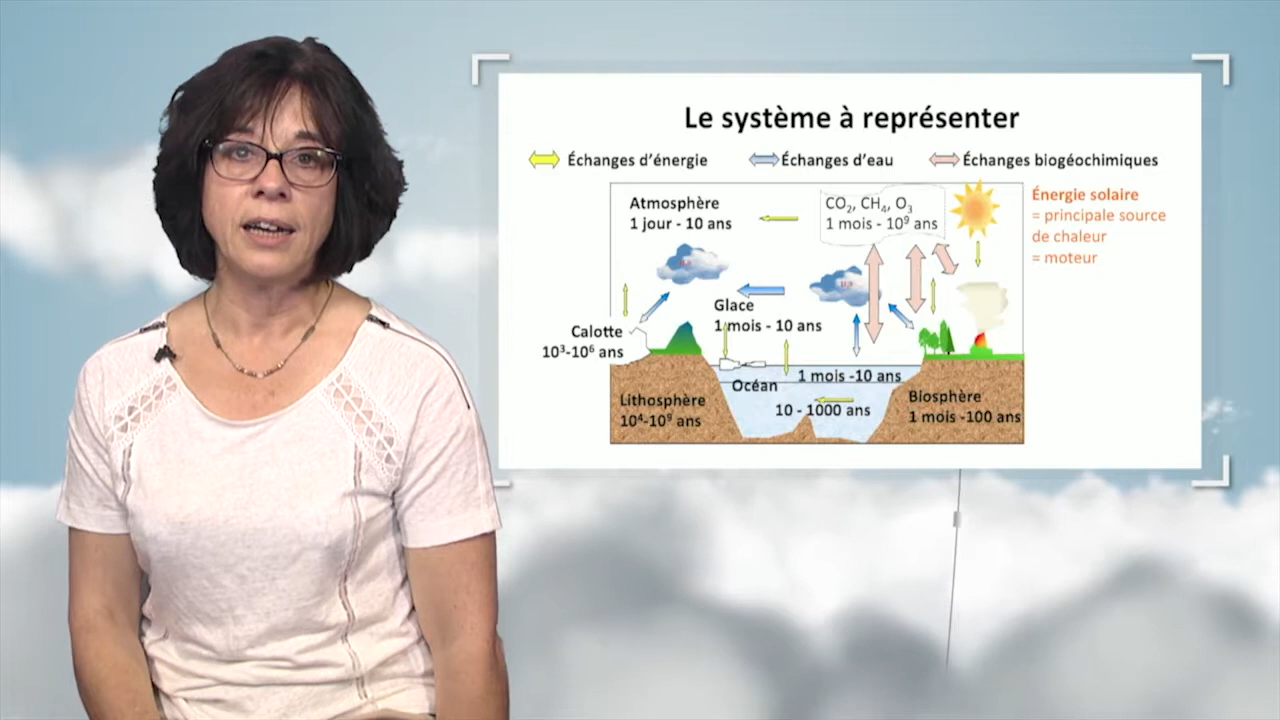 Le système à représenter
Échanges d'énergie
Échanges d'eau
Échanges biogéochimiques
Énergie solaire
= principale source
de chaleur
= moteur
Atmosphère
1 jour - 10 ans
CO₂, CH₄, O₃
1 mois - 10⁹ ans
Glace
1 mois - 10 ans
Calotte
10³-10⁶ ans
1 mois -10 ans
Océan
10 - 1000 ans
Lithosphère
10⁴-10⁹ ans
Biosphère
1 mois -100 ans